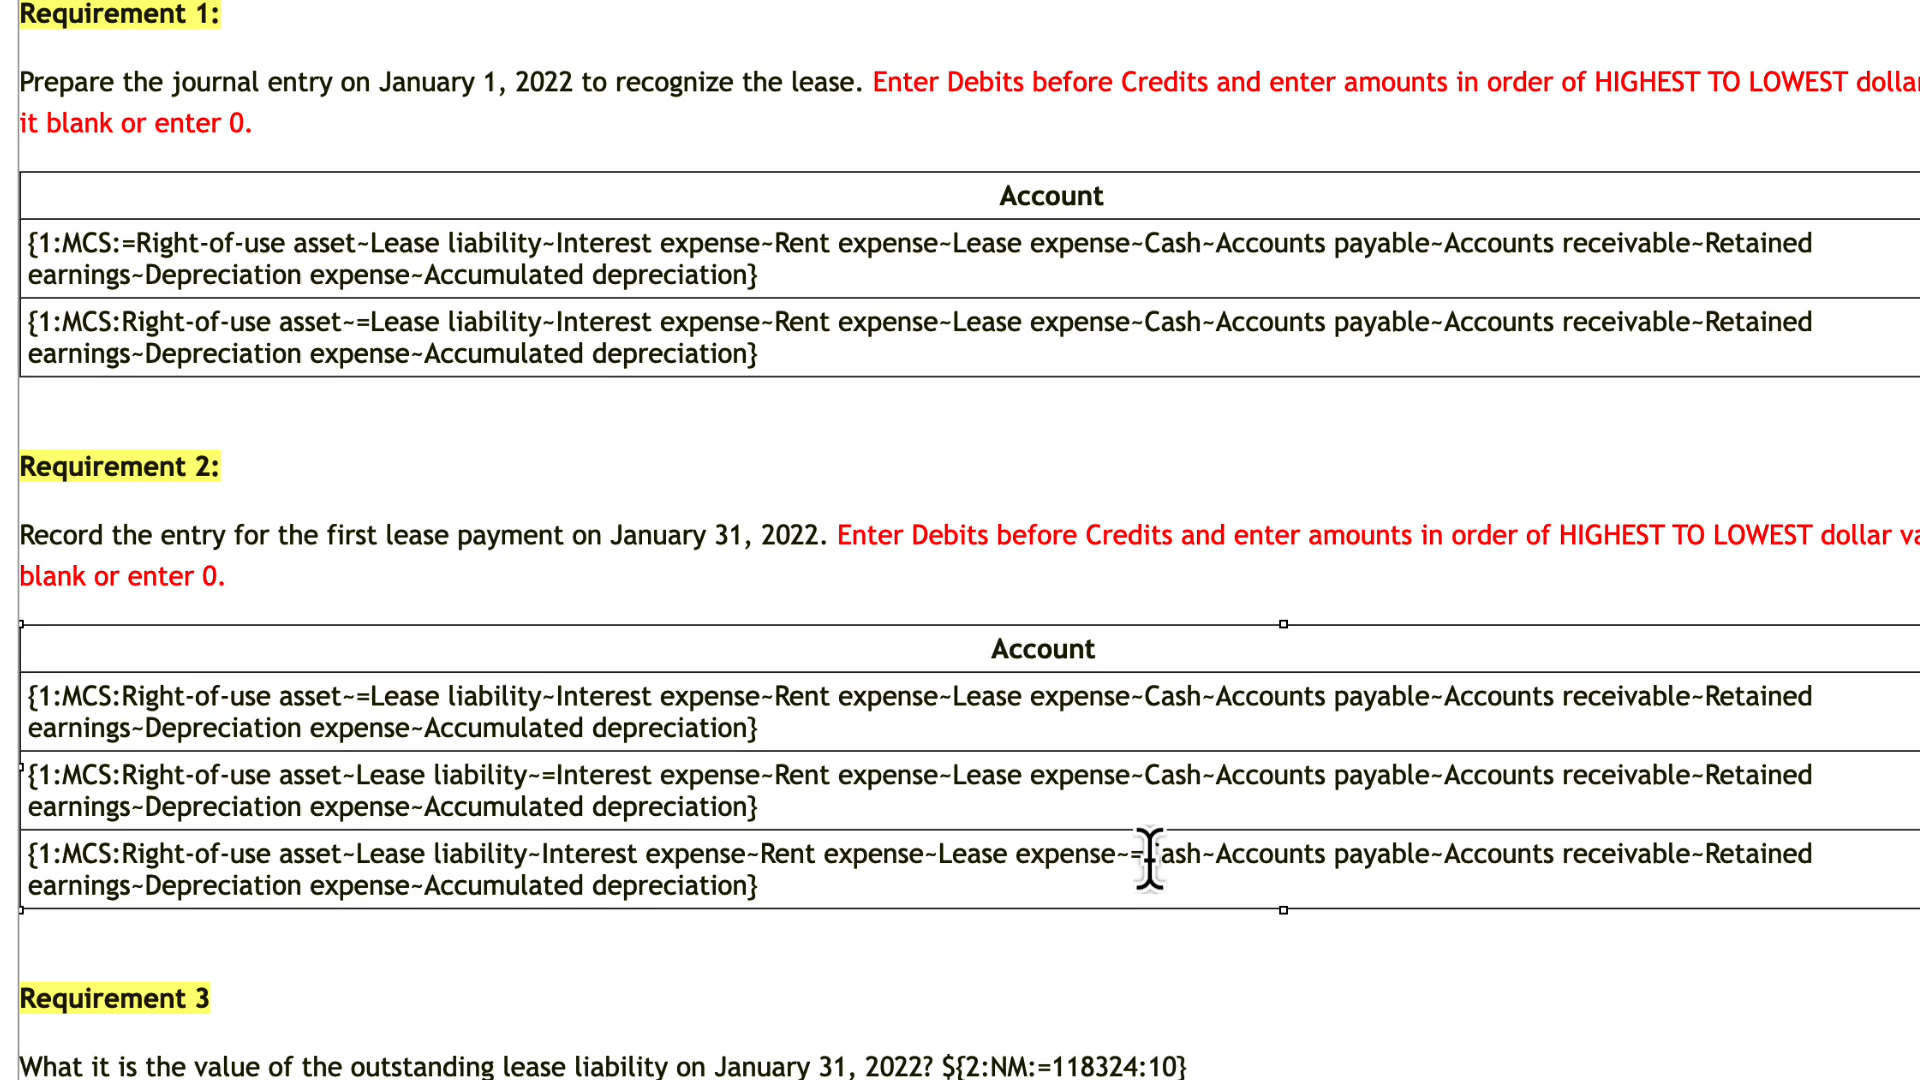 Requirement 1:
Prepare the journal entry on January 1, 2022 to recognize the lease. Enter Debits before Credits and enter amounts in order of HIGHEST TO LOWEST dollar
it blank or enter 0.
Account
{1:MCS:=Right-of-use asset~Lease liability~Interest expense~Rent expense~Lease expense~Cash~Accounts payable~Accounts receivable~Retained
earnings~Depreciation expense~Accumulated depreciation}
{1:MCS:Right-of-use asset~=Lease liability~Interest expense~Rent expense~Lease expense~Cash~Accounts payable~Accounts receivable~Retained
earnings~Depreciation expense~Accumulated depreciation}
Requirement 2:
Record the entry for the first lease payment on January 31, 2022. Enter Debits before Credits and enter amounts in order of HIGHEST TO LOWEST dollar va
blank or enter 0.
Account
{1:MCS:Right-of-use asset~=Lease liability~Interest expense~Rent expense~Lease expense~Cash~Accounts payable~Accounts receivable~Retained
earnings~Depreciation expense~Accumulated depreciation}
{1:MCS:Right-of-use asset~Lease liability~=Interest expense~Rent expense~Lease expense~Cash~Accounts payable~Accounts receivable~Retained
earnings~Depreciation expense~Accumulated depreciation}
{1:MCS:Right-of-use asset~Lease liability~Interest expense~Rent expense~Lease expense~=Cash~Accounts payable~Accounts receivable~Retained
earnings~Depreciation expense~Accumulated depreciation}
Requirement 3
What it is the value of the outstanding lease liability on January 31, 2022? ${2:NM:=118324:10}